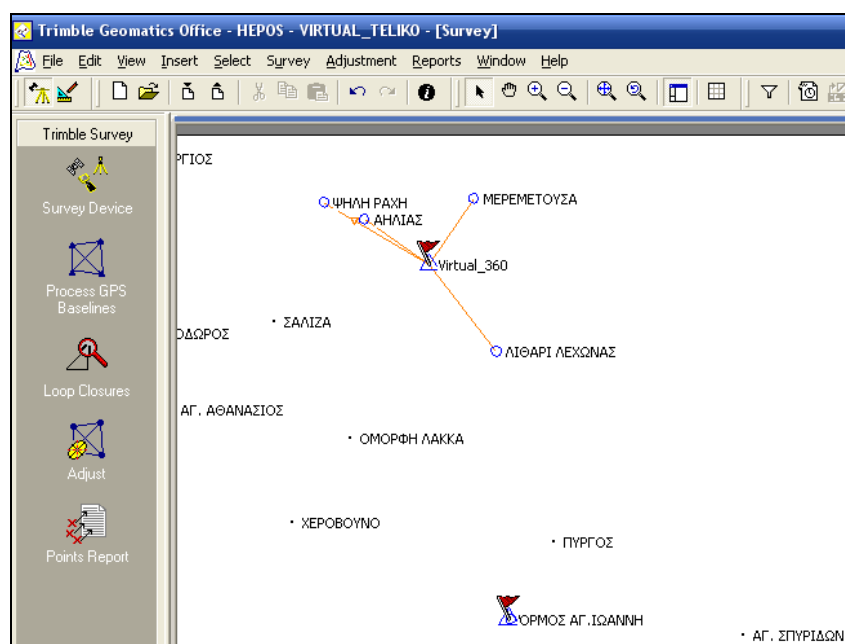 Trimble Geomatics Office - HEPOS - VIRTUAL_TELIKO - [Survey]
File Edit View Insert Select Survey Adjustment Reports Window Help
Trimble Survey
Survey Device
Process GPS
Baselines
Loop Closures
Adjust
Points Report
ΡΓΙΟΣ
ΨΗΛΗ ΡΑΧΗ
ΑΗΛΙΑΣ
ΜΕΡΕΜΕΤΟΥΣΑ
Virtual_360
ΣΑΛΙΖΑ
ΟΔΩΡΟΣ
ΛΙΘΑΡΙ ΛΕΧΩΝΑΣ
ΑΓ. ΑΘΑΝΑΣΙΟΣ
ΟΜΟΡΦΗ ΛΑΚΚΑ
ΧΕΡΟΒΟΥΝΟ
ΠΥΡΓΟΣ
ΟΡΜΟΣ ΑΓ.ΙΩΑΝΝΗ
ΑΓ. ΣΠΥΡΙΔΩΝ